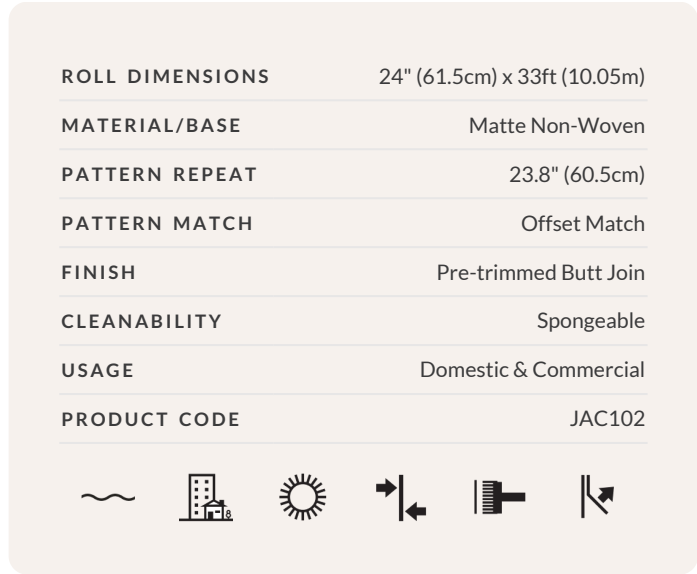 ROLL DIMENSIONS 24" (61.5cm) x 33ft (10.05m)
MATERIAL/BASE Matte Non-Woven
PATTERN REPEAT 23.8" (60.5cm)
PATTERN MATCH Offset Match
FINISH Pre-trimmed Butt Join
CLEANABILITY Spongeable
USAGE Domestic & Commercial
PRODUCT CODE JAC102